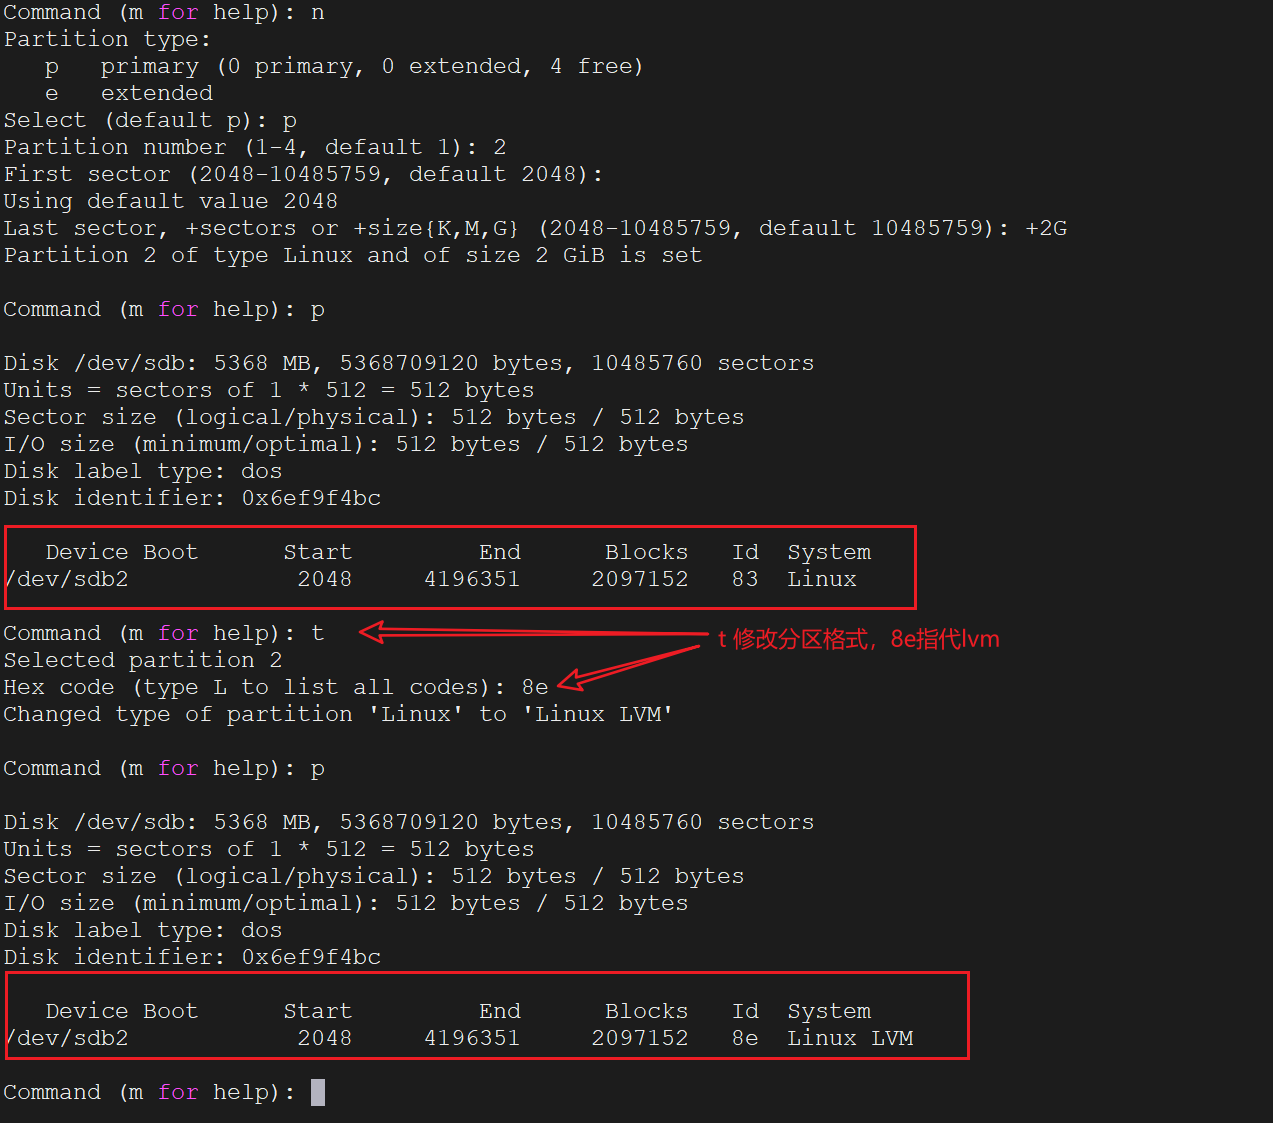 Command (m for help): n
Partition type:
   p   primary (0 primary, 0 extended, 4 free)
   e   extended
Select (default p): p
Partition number (1-4, default 1): 2
First sector (2048-10485759, default 2048):
Using default value 2048
Last sector, +sectors or +size{K,M,G} (2048-10485759, default 10485759): +2G
Partition 2 of type Linux and of size 2 GiB is set
Command (m for help): p
Disk /dev/sdb: 5368 MB, 5368709120 bytes, 10485760 sectors
Units = sectors of 1 * 512 = 512 bytes
Sector size (logical/physical): 512 bytes / 512 bytes
I/O size (minimum/optimal): 512 bytes / 512 bytes
Disk label type: dos
Disk identifier: 0x6ef9f4bc
   Device Boot      Start         End      Blocks   Id  System
/dev/sdb2            2048     4196351     2097152   83  Linux
Command (m for help): t
t 修改分区格式，8e指代lvm
Selected partition 2
Hex code (type L to list all codes): 8e
Changed type of partition 'Linux' to 'Linux LVM'
Command (m for help): p
Disk /dev/sdb: 5368 MB, 5368709120 bytes, 10485760 sectors
Units = sectors of 1 * 512 = 512 bytes
Sector size (logical/physical): 512 bytes / 512 bytes
I/O size (minimum/optimal): 512 bytes / 512 bytes
Disk label type: dos
Disk identifier: 0x6ef9f4bc
   Device Boot      Start         End      Blocks   Id  System
/dev/sdb2            2048     4196351     2097152   8e  Linux LVM
Command (m for help):